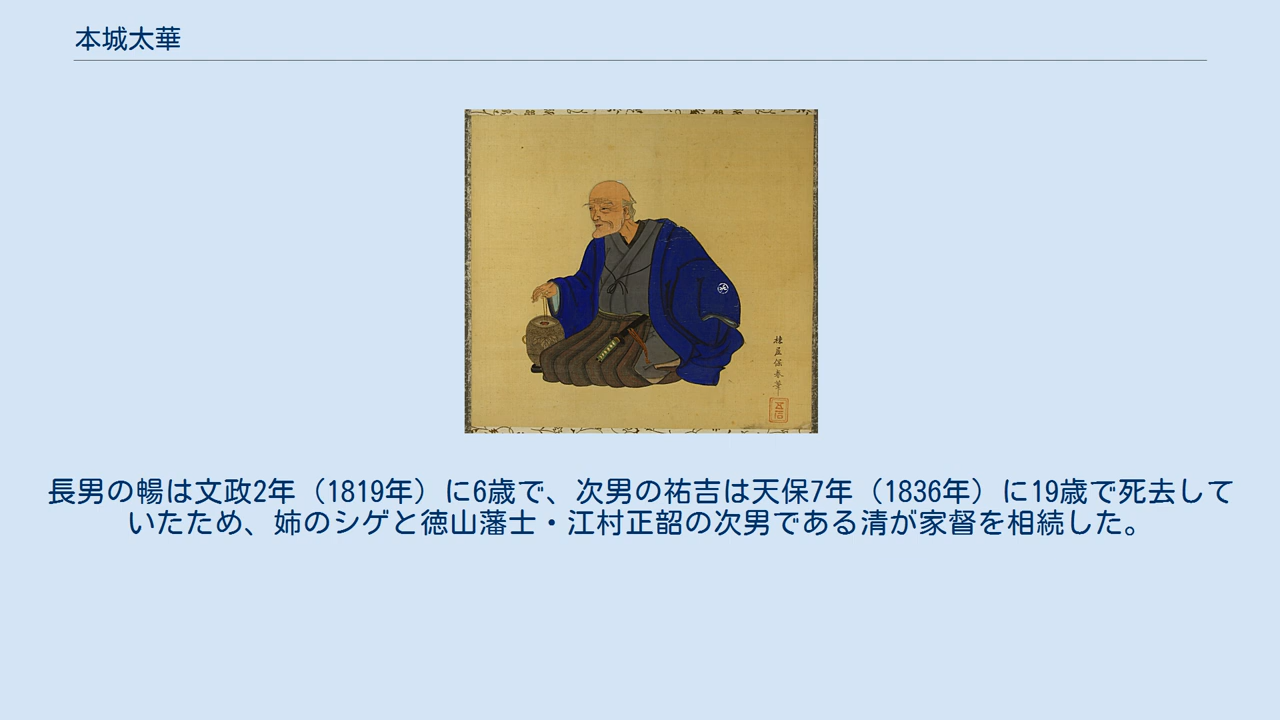 本城太華
長男の暢は文政2年（1819年）に6歳で、次男の祐吉は天保7年（1836年）に19歳で死去して
いたため、姉のシゲと徳山藩士・江村正韶の次男である清が家督を相続した。